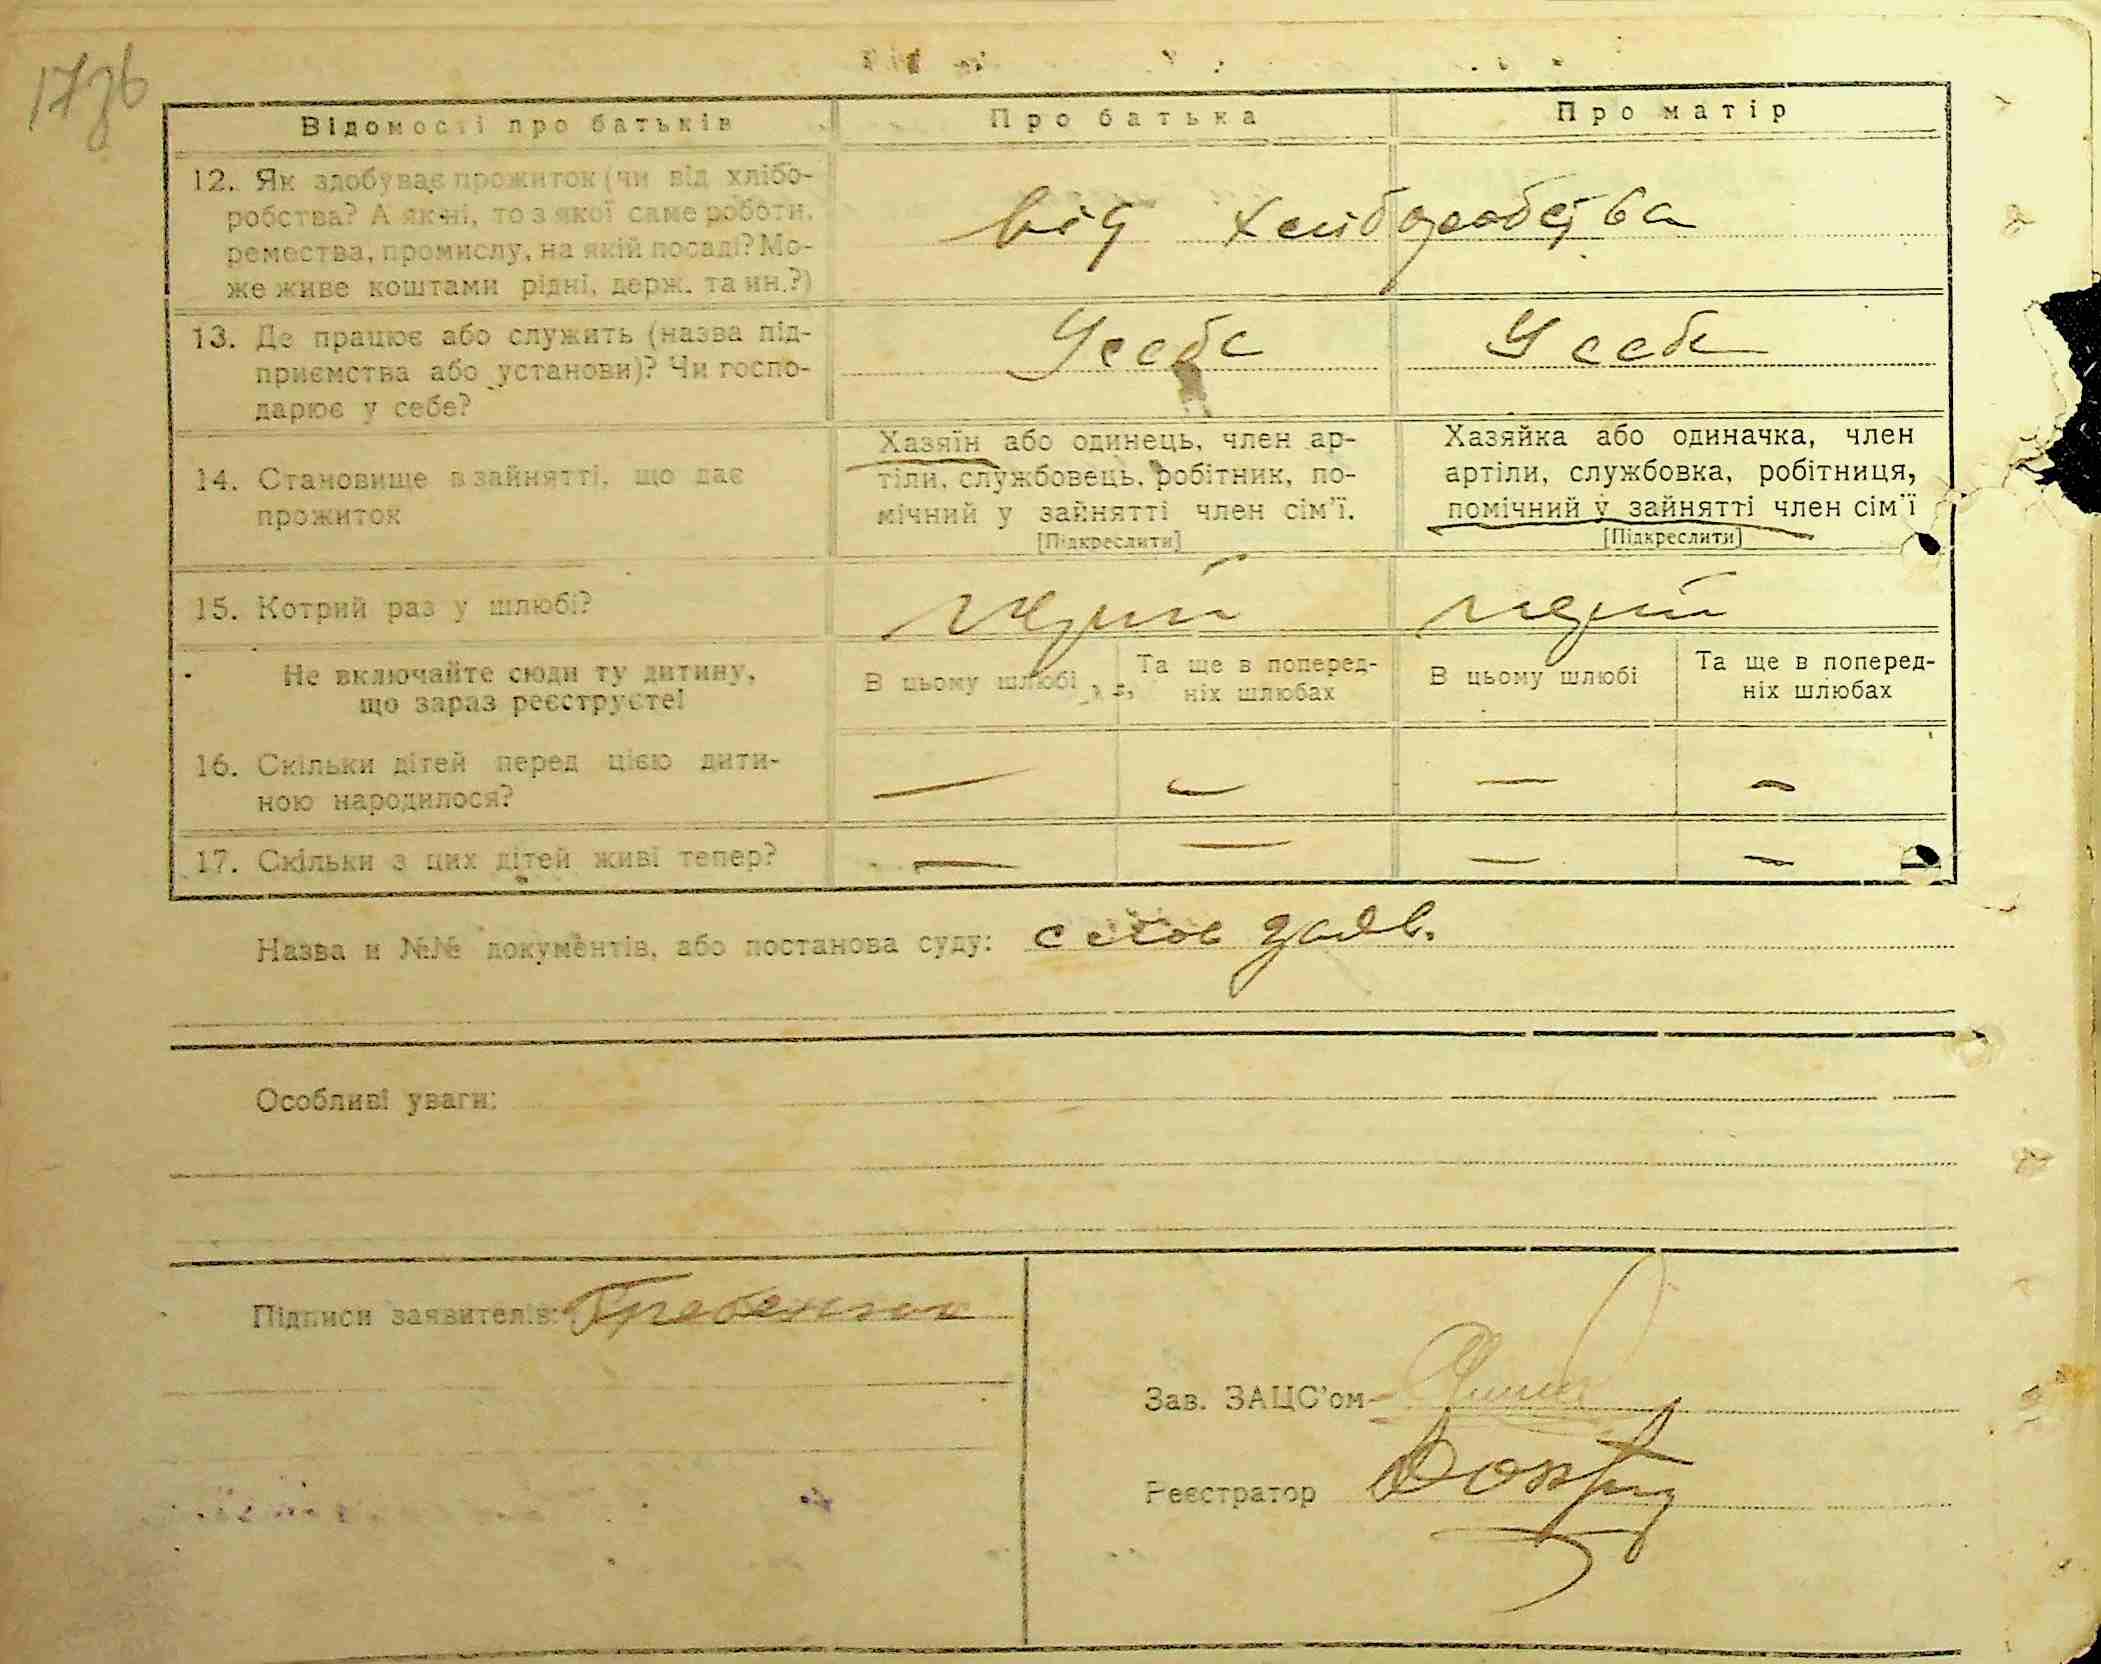 17зв
Відомості про батьків Про батька Про матір
12. Як здобуває прожиток (чи від хлібо-
робства? А як ні, то з якої саме роботи,
ремества, промислу, на якій посаді? Мо-
же живе коштами рідні, держ. та ин.?)
від хліборобства
13. Де працює або служить (назва під-
приємства або установи)? Чи госпо-
дарює у себе?
У себе У себе
14. Становище в зайнятті, що дає
прожиток
Хазяїн або одинець, член ар-
тіли, службовець, робітник, по-
мічний у зайнятті член сім'ї.
[Підкреслити]
Хазяйка або одиначка, член
артіли, службовка, робітниця,
помічний у зайнятті член сім'ї
[Підкреслити]
15. Котрий раз у шлюбі?
перший перший
Не включайте сюди ту дитину,
що зараз реєструєте!
В цьому шлюбі
Та ще в поперед-
ніх шлюбах
В цьому шлюбі
Та ще в поперед-
ніх шлюбах
16. Скільки дітей перед цією дити-
ною народилося?
— — — —
17. Скільки з цих дітей живі тепер?
— — — —
Назва и №№ документів, або постанова суду:
Особливі уваги:
Підписи заявителів: Гребенюк
Зав. ЗАЦС'ом
Реєстратор